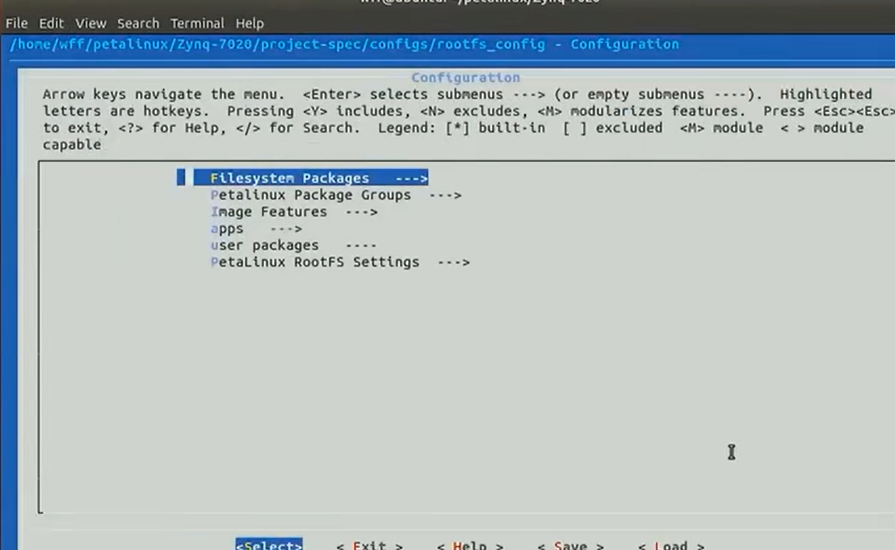 File Edit View Search Terminal Help
/home/wff/petalinux/Zynq-7020/project-spec/configs/rootfs_config - Configuration
Configuration
Arrow keys navigate the menu. <Enter> selects submenus ---> (or empty submenus ----). Highlighted
letters are hotkeys. Pressing <Y> includes, <N> excludes, <M> modularizes features. Press <Esc><Esc>
to exit, <?> for Help, </> for Search. Legend: [*] built-in [ ] excluded <M> module < > module
capable
Filesystem Packages --->
Petalinux Package Groups --->
Image Features --->
apps --->
user packages ----
PetaLinux RootFS Settings --->
<Select> < Exit > < Help > < Save > < Load >